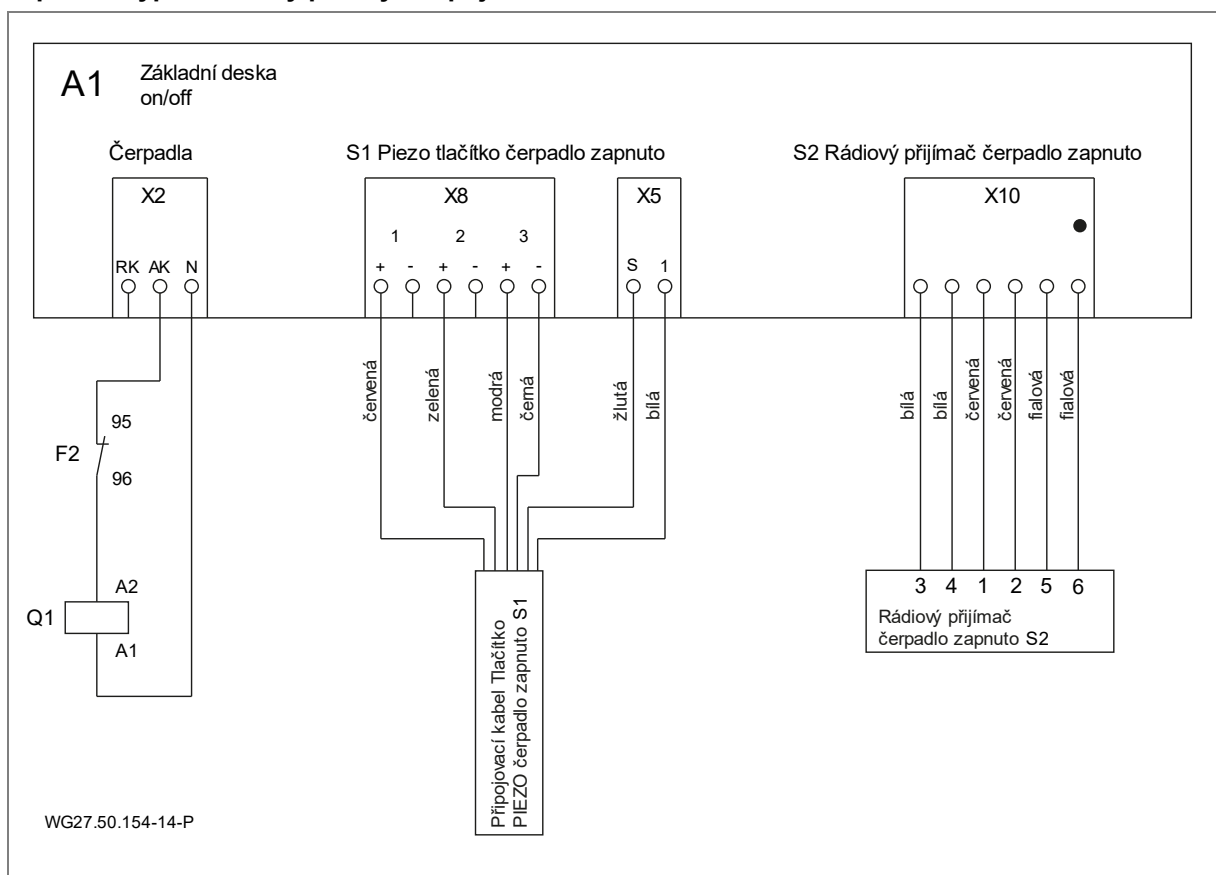 A1
Základní deska
on/off
Čerpadla
S1 Piezo tlačítko čerpadlo zapnuto
S2 Rádiový přijímač čerpadlo zapnuto
X2
X8
X5
X10
1 2 3
RK AK N
+ - + - + -
S 1
červená
zelená
modrá
černá
žlutá
bílá
bílá
bílá
červená
červená
fialová
fialová
95
F2
96
A2
Q1
A1
3 4 1 2 5 6
Rádiový přijímač
čerpadlo zapnuto S2
Připojovací kabel Tlačítko
PIEZO čerpadlo zapnuto S1
WG27.50.154-14-P